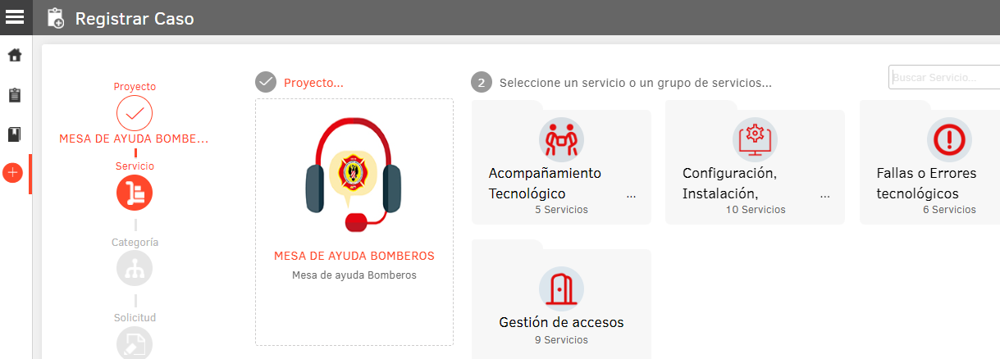 Registrar Caso
Proyecto
MESA DE AYUDA BOMBE...
Servicio
Categoría
Solicitud
Proyecto...
MESA DE AYUDA BOMBEROS
Mesa de ayuda Bomberos
2 Seleccione un servicio o un grupo de servicios...
Buscar Servicio...
Acompañamiento
Tecnológico ...
5 Servicios
Configuración,
Instalación, ...
10 Servicios
Fallas o Errores
tecnológicos
6 Servicios
Gestión de accesos
9 Servicios